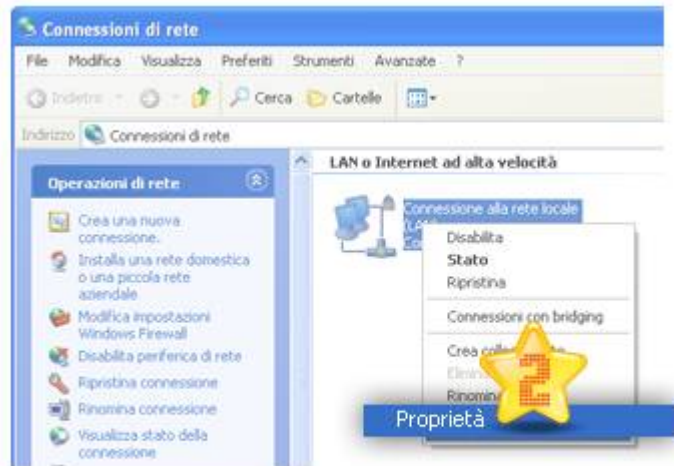 Connessioni di rete
File Modifica Visualizza Preferiti Strumenti Avanzate ?
Indietro Cerca Cartelle
Indirizzo Connessioni di rete
Operazioni di rete
Crea una nuova
connessione.
Installa una rete domestica
o una piccola rete
aziendale
Modifica impostazioni
Windows Firewall
Disabilita periferica di rete
Ripristina connessione
Rinomina connessione
Visualizza stato della
connessione
LAN o Internet ad alta velocità
Connessione alla rete locale
(LAN)
Disabilita
Stato
Ripristina
Connessioni con bridging
Crea
2
Proprietà